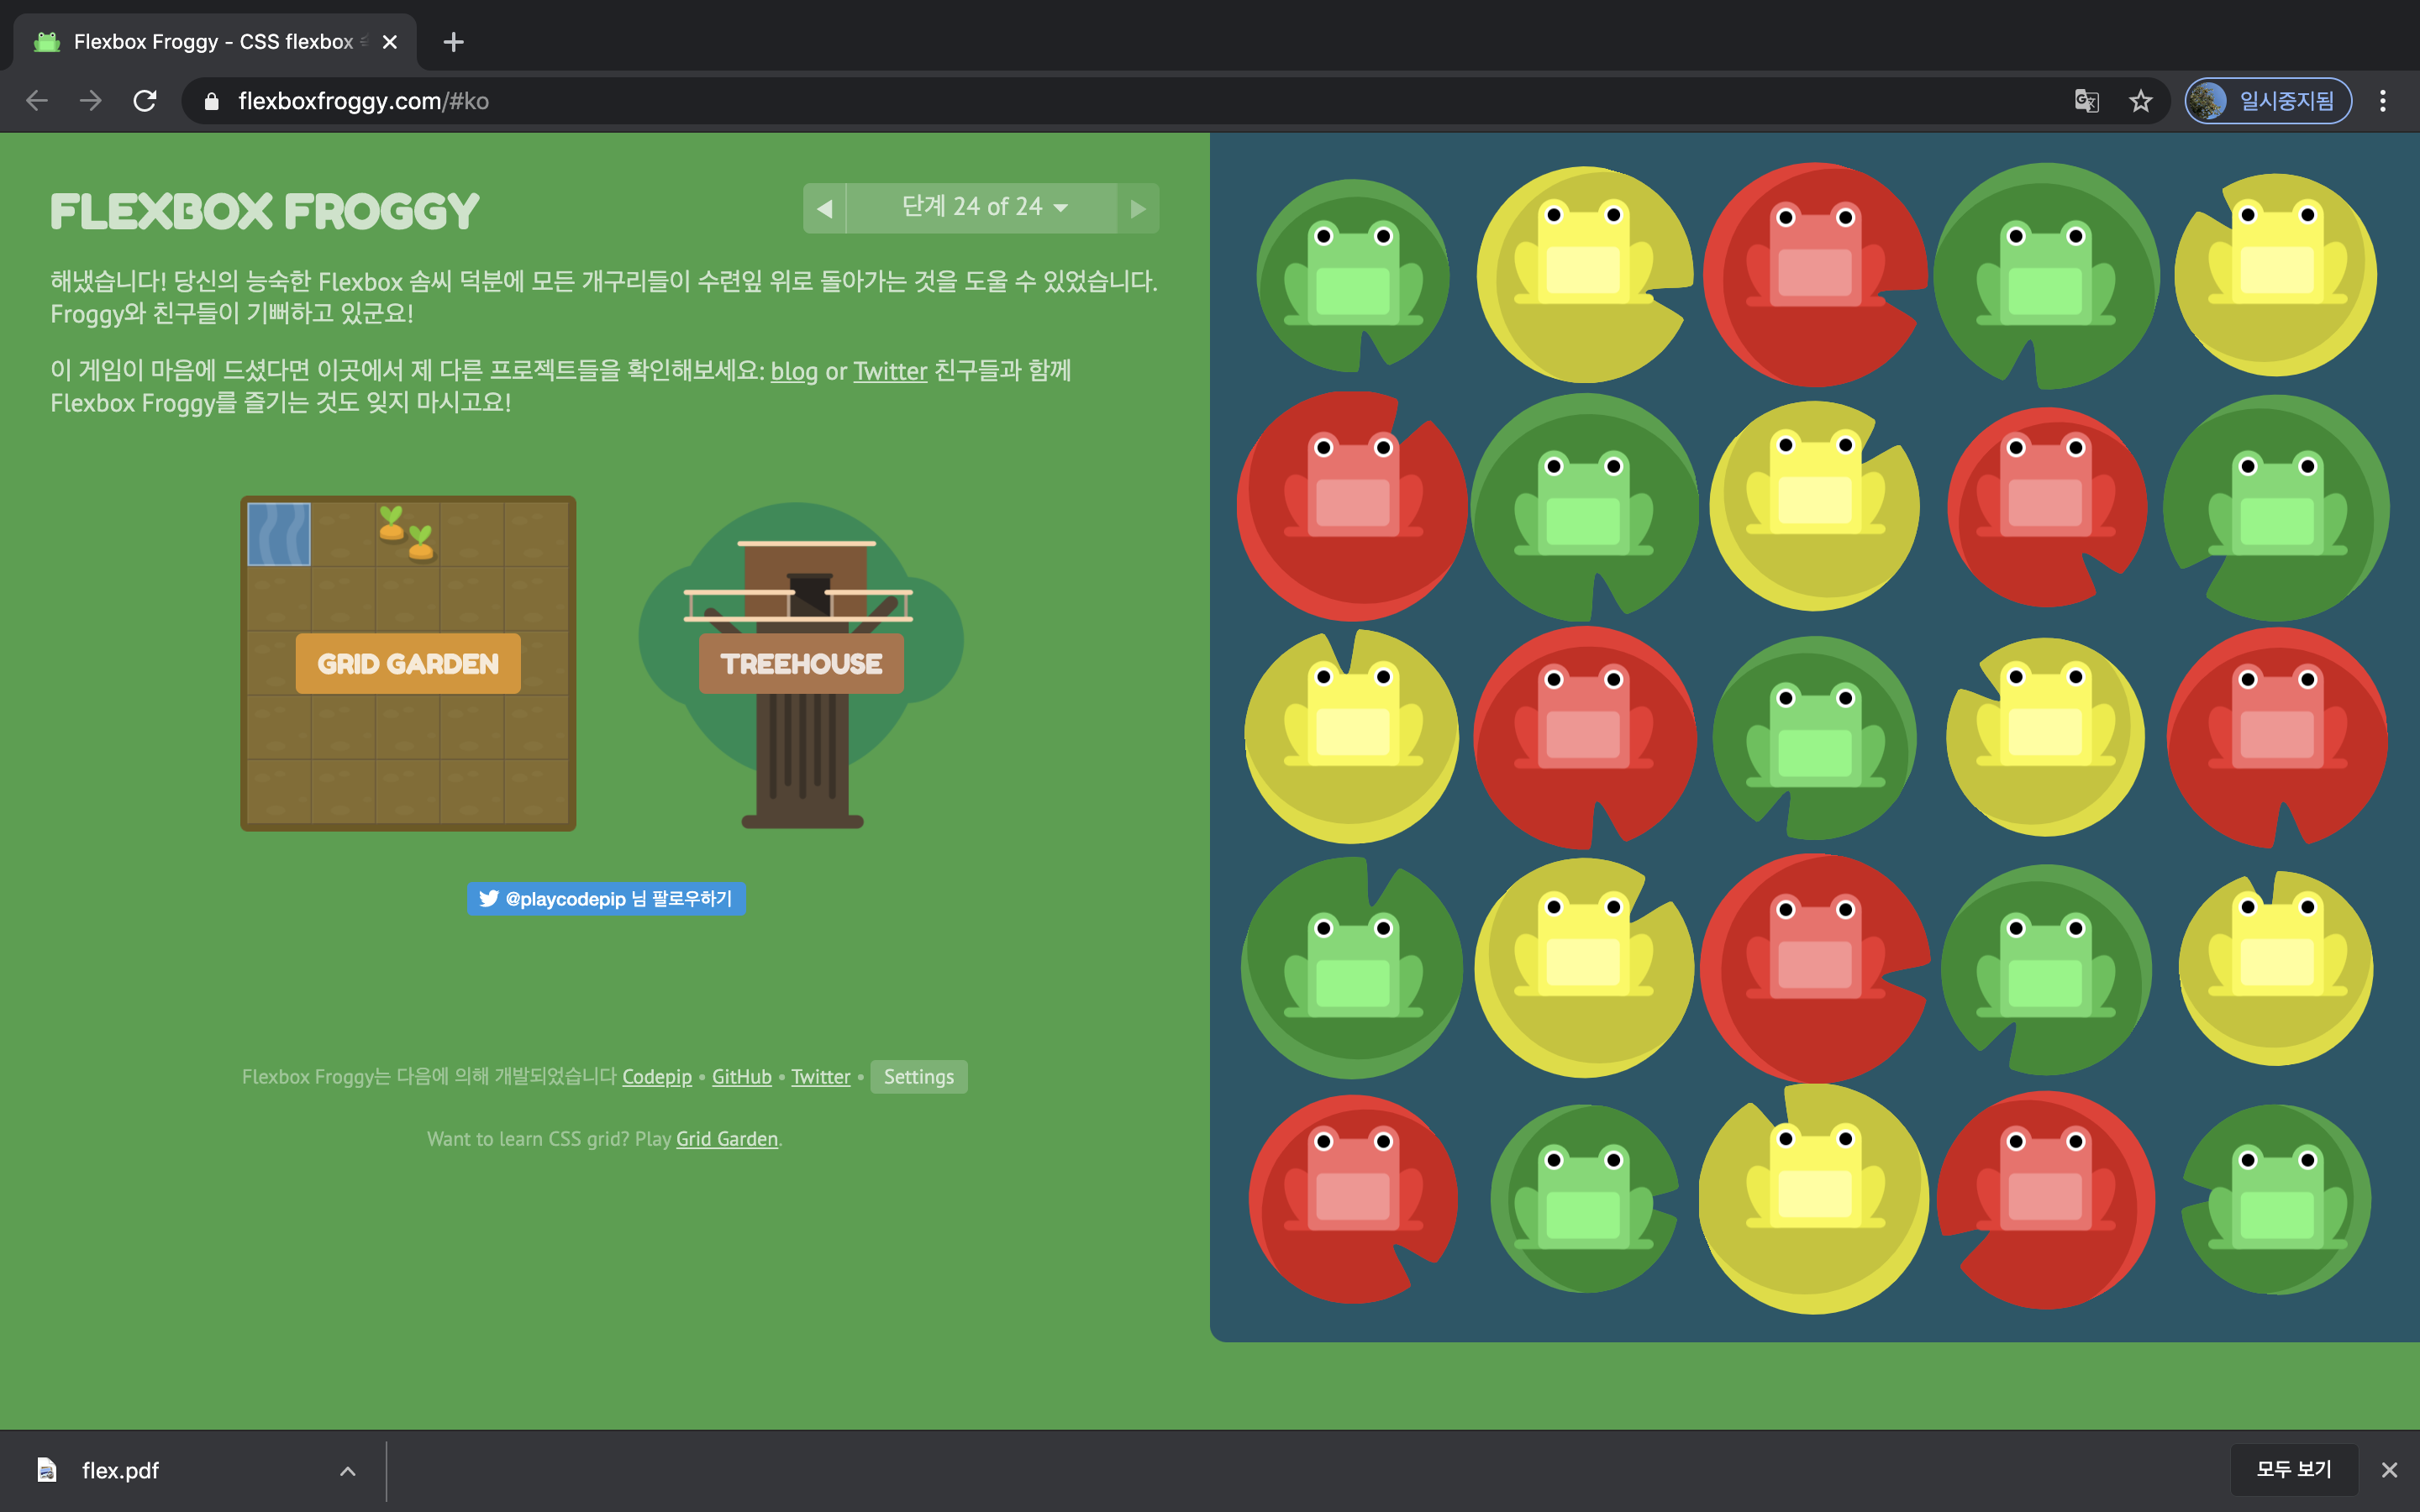 Flexbox Froggy - CSS flexbox
flexboxfroggy.com/#ko
일시중지됨
FLEXBOX FROGGY
단계 24 of 24
해냈습니다! 당신의 능숙한 Flexbox 솜씨 덕분에 모든 개구리들이 수련잎 위로 돌아가는 것을 도울 수 있었습니다.
Froggy와 친구들이 기뻐하고 있군요!
이 게임이 마음에 드셨다면 이곳에서 제 다른 프로젝트들을 확인해보세요: blog or Twitter 친구들과 함께
Flexbox Froggy를 즐기는 것도 잊지 마시고요!
GRID GARDEN
TREEHOUSE
@playcodepip 님 팔로우하기
Flexbox Froggy는 다음에 의해 개발되었습니다 Codepip • GitHub • Twitter • Settings
Want to learn CSS grid? Play Grid Garden.
flex.pdf
모두 보기